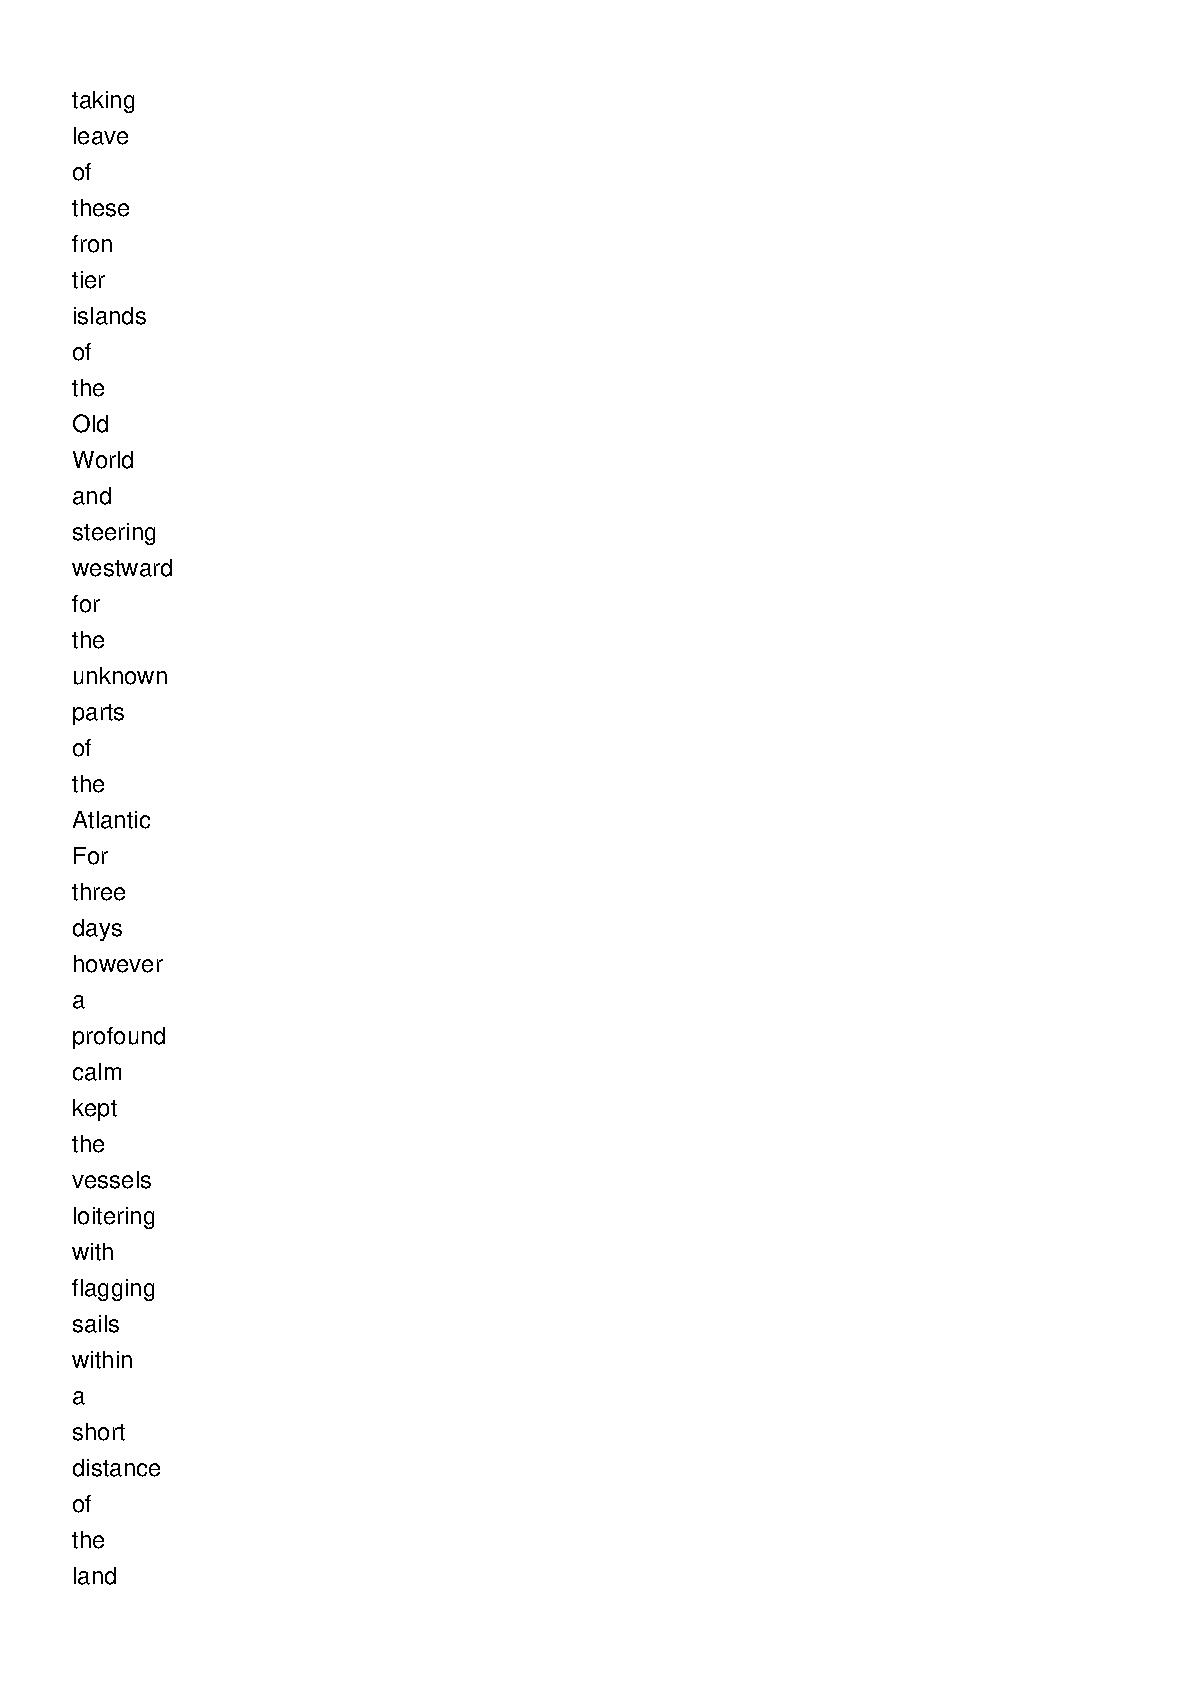 taking
leave
of
these
fron
tier
islands
of
the
Old
World
and
steering
westward
for
the
unknown
parts
of
the
Atlantic
For
three
days
however
a
profound
calm
kept
the
vessels
loitering
with
flagging
sails
within
a
short
distance
of
the
land